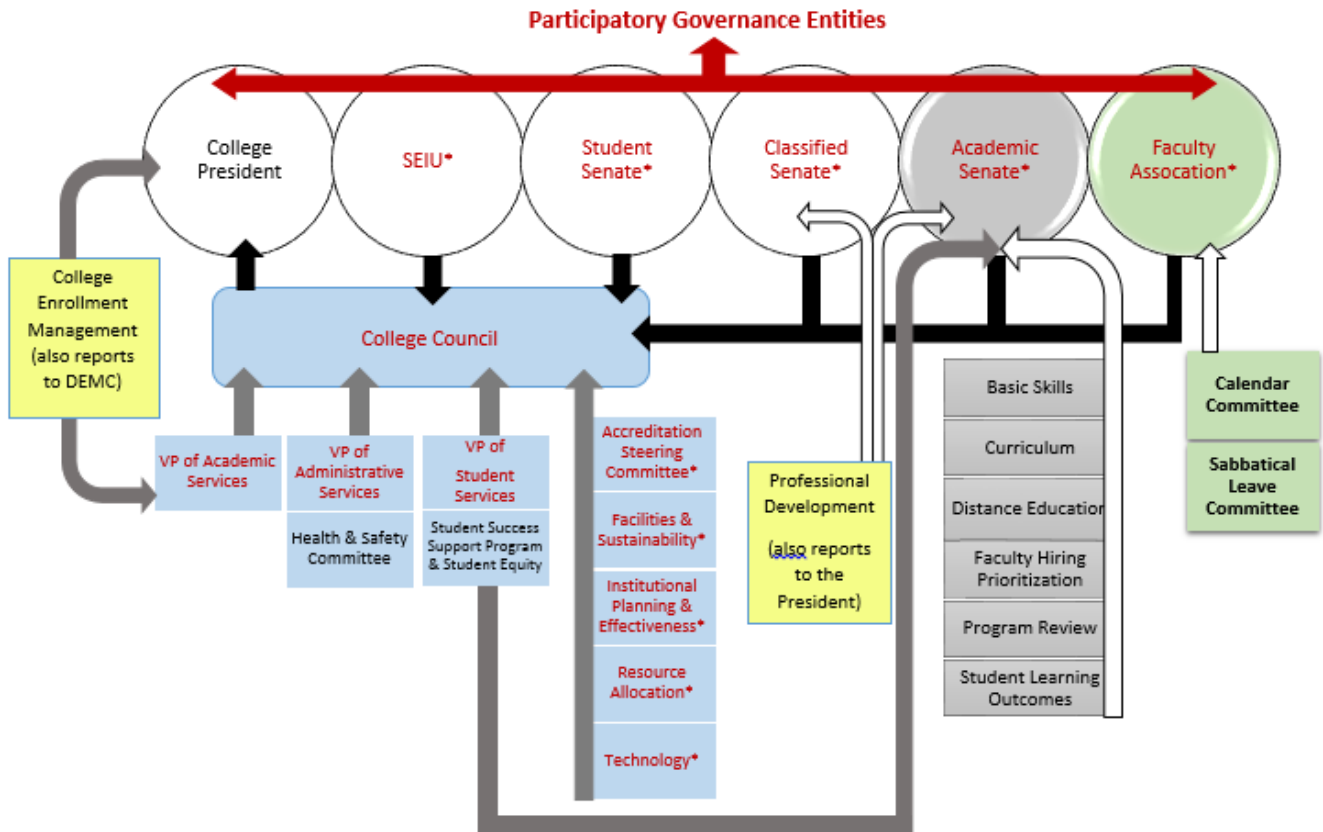 Participatory Governance Entities
College
President
SEIU*
Student
Senate*
Classified
Senate*
Academic
Senate*
Faculty
Assocation*
College
Enrollment
Management
(also reports
to DEMC)
College Council
VP of Academic
Services
VP of
Administrative
Services
Health & Safety
Committee
VP of
Student
Services
Student Success
Support Program
& Student Equity
Accreditation
Steering
Committee*
Facilities &
Sustainability*
Institutional
Planning &
Effectiveness*
Resource
Allocation*
Technology*
Professional
Development
(also reports
to the
President)
Basic Skills
Curriculum
Distance Education
Faculty Hiring
Prioritization
Program Review
Student Learning
Outcomes
Calendar
Committee
Sabbatical
Leave
Committee